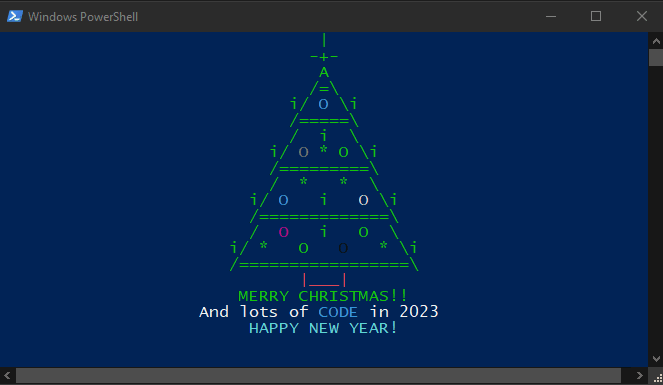 Windows PowerShell
|
-+-
A
/=\
i/ O \i
/=====\
/  i  \
i/ O * O \i
/=========\
/  *   *  \
i/ O   i   O \i
/=============\
/  O   i   O  \
i/ *   O   O   * \i
/=================\
|___|
MERRY CHRISTMAS!!
And lots of CODE in 2023
HAPPY NEW YEAR!